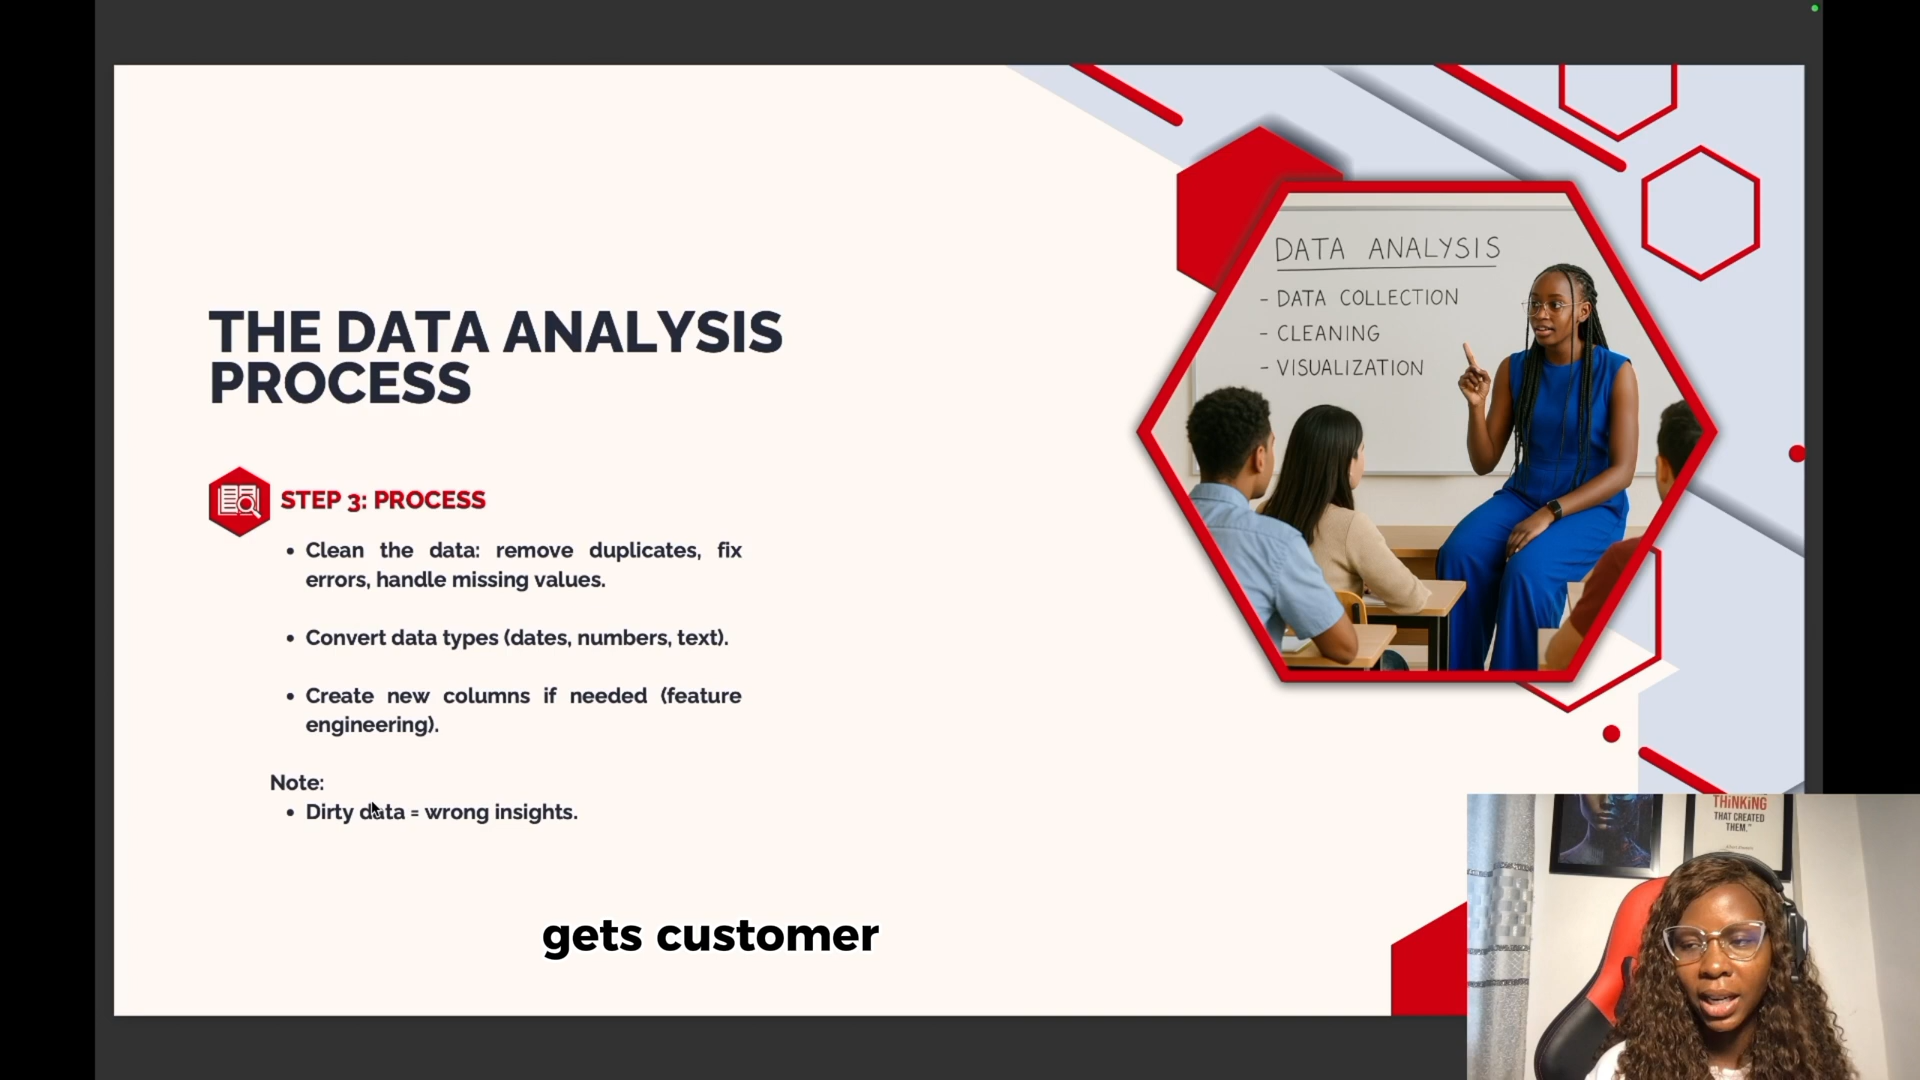 THE DATA ANALYSIS
PROCESS
STEP 3: PROCESS
• Clean the data: remove duplicates, fix
errors, handle missing values.
• Convert data types (dates, numbers, text).
• Create new columns if needed (feature
engineering).
Note:
• Dirty data = wrong insights.
gets customer
DATA ANALYSIS
- DATA COLLECTION
- CLEANING
- VISUALIZATION
THiNKiNG
THAT CREATED
THEM."